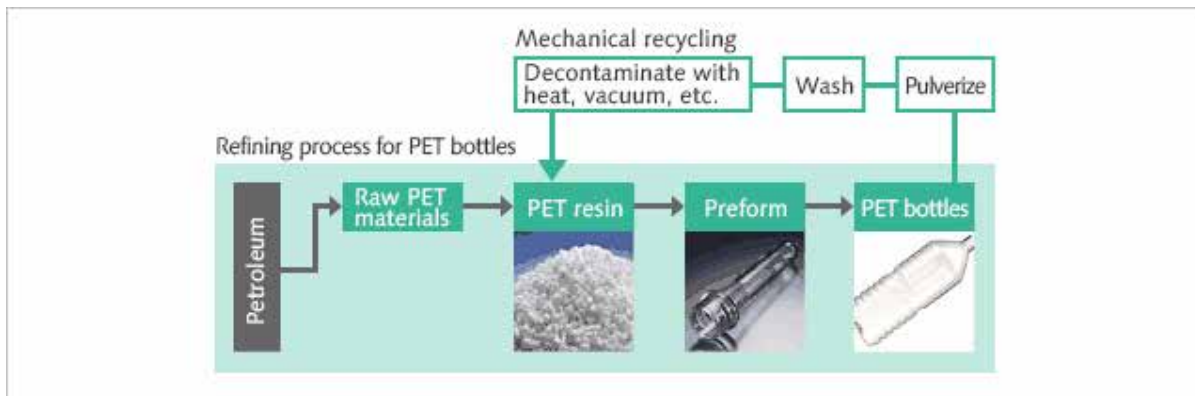 Mechanical recycling
Decontaminate with
heat, vacuum, etc.
Wash
Pulverize
Refining process for PET bottles
Petroleum
Raw PET
materials
PET resin
Preform
PET bottles